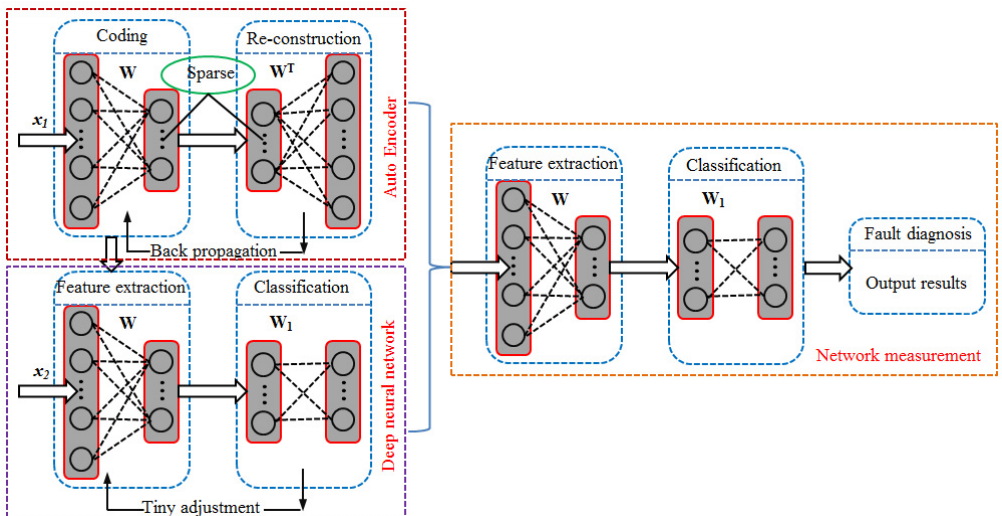 Coding
Re-construction
W
Sparse
W^T
x₁
Auto Encoder
Back propagation
Feature extraction
Classification
W
W₁
x₂
Deep neural network
Tiny adjustment
Feature extraction
Classification
W
W₁
Fault diagnosis
Output results
Network measurement